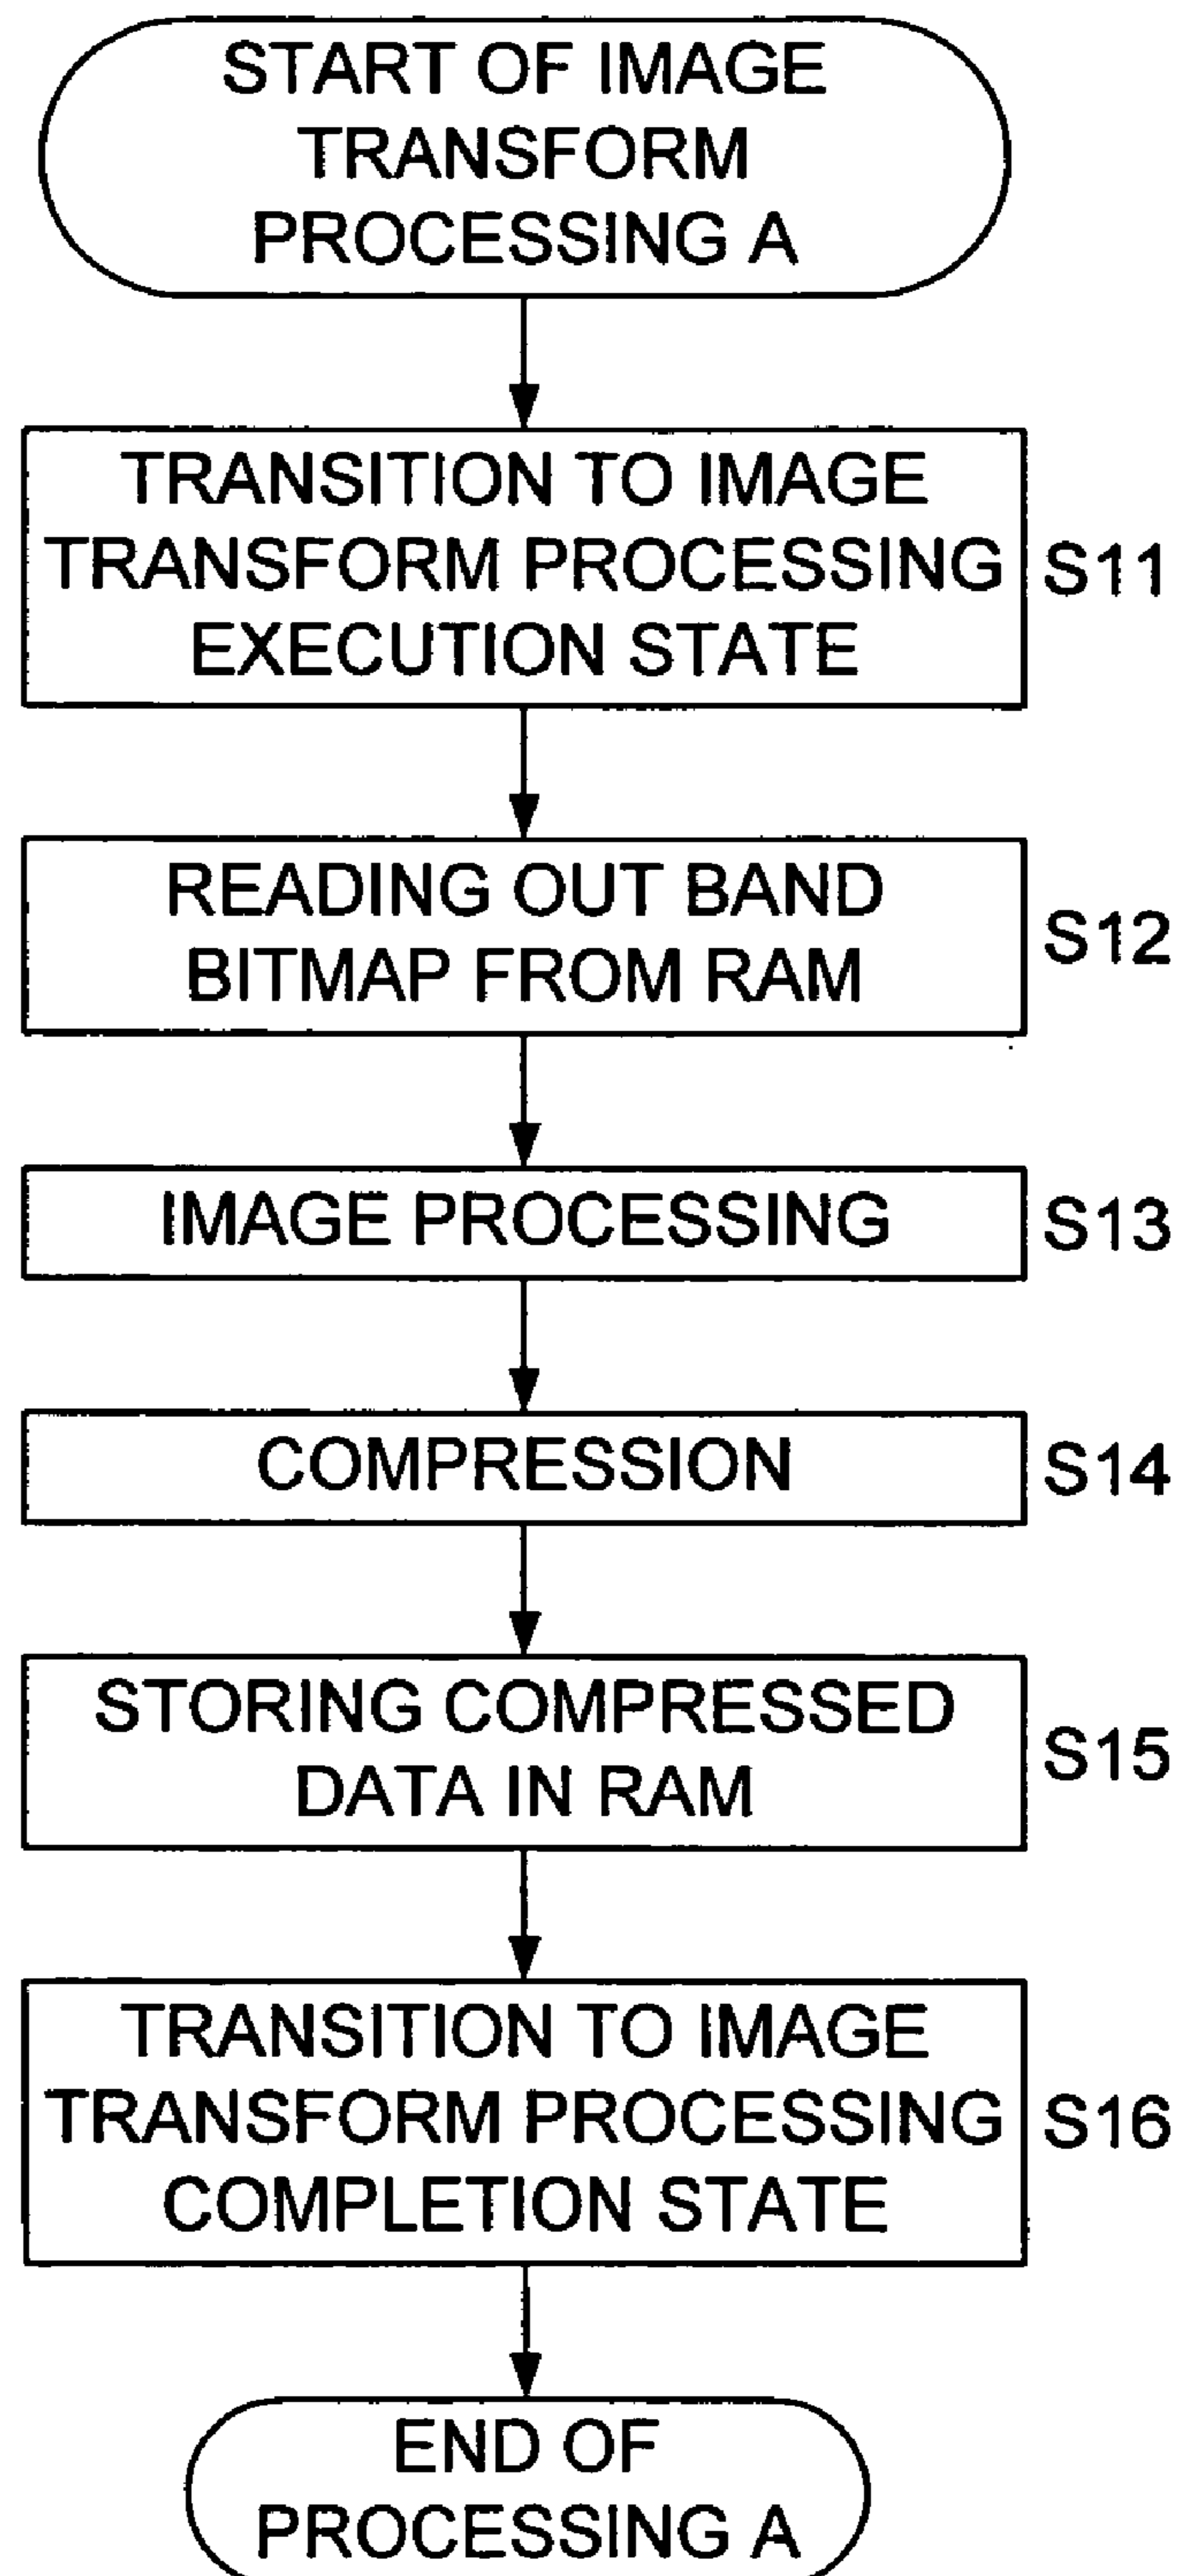 START OF IMAGE
TRANSFORM
PROCESSING A
TRANSITION TO IMAGE
TRANSFORM PROCESSING
EXECUTION STATE
S11
READING OUT BAND
BITMAP FROM RAM
S12
IMAGE PROCESSING
S13
COMPRESSION
S14
STORING COMPRESSED
DATA IN RAM
S15
TRANSITION TO IMAGE
TRANSFORM PROCESSING
COMPLETION STATE
S16
END OF
PROCESSING A